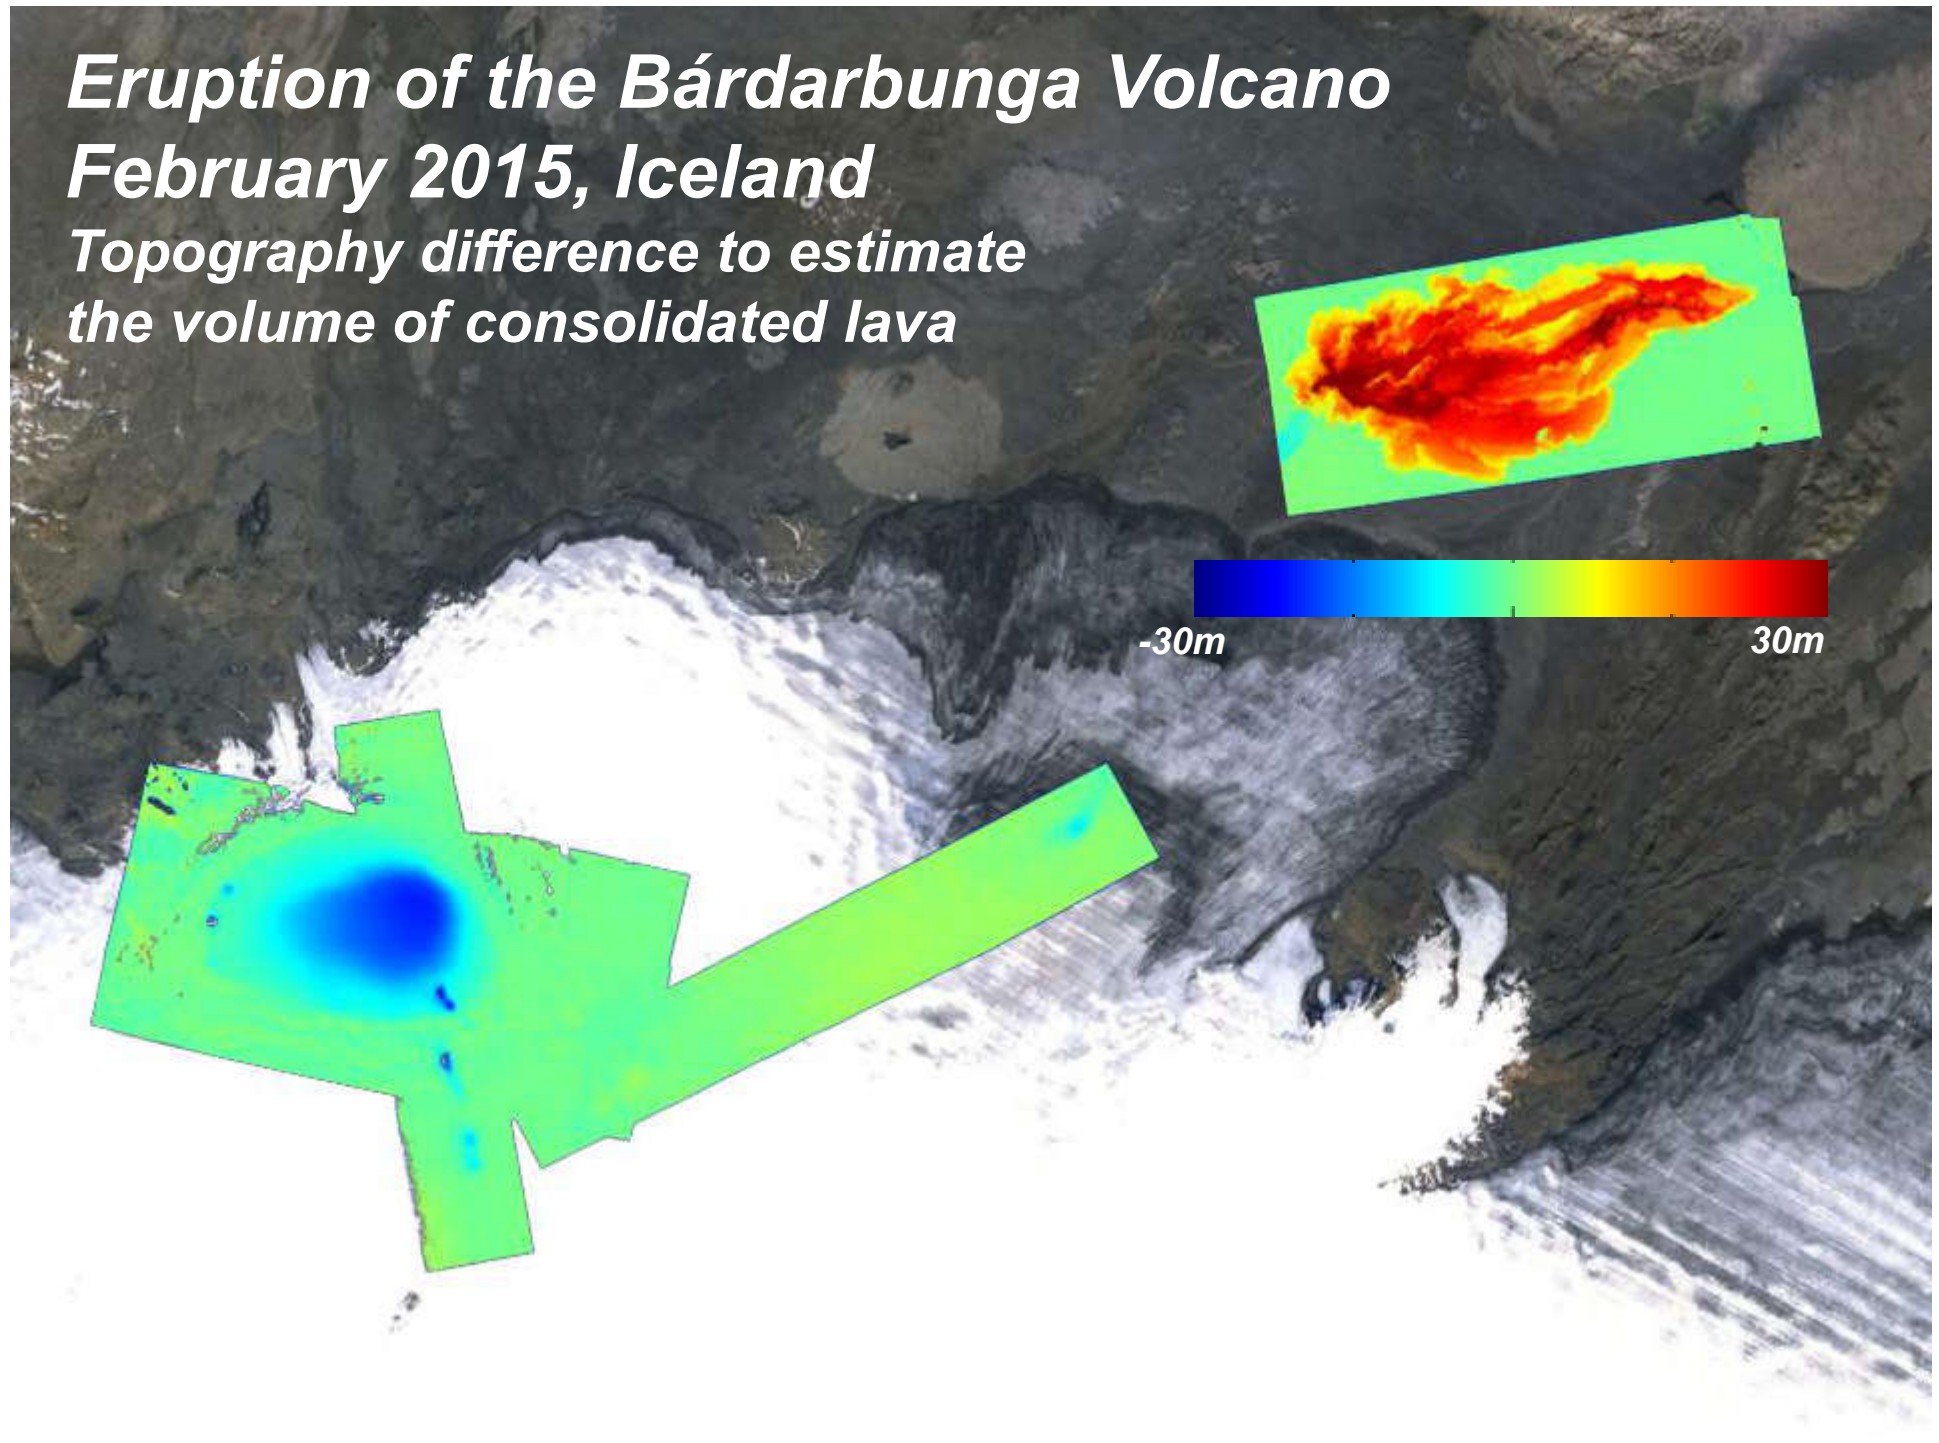 Eruption of the Bárdarbunga Volcano
February 2015, Iceland
Topography difference to estimate
the volume of consolidated lava
-30m
30m